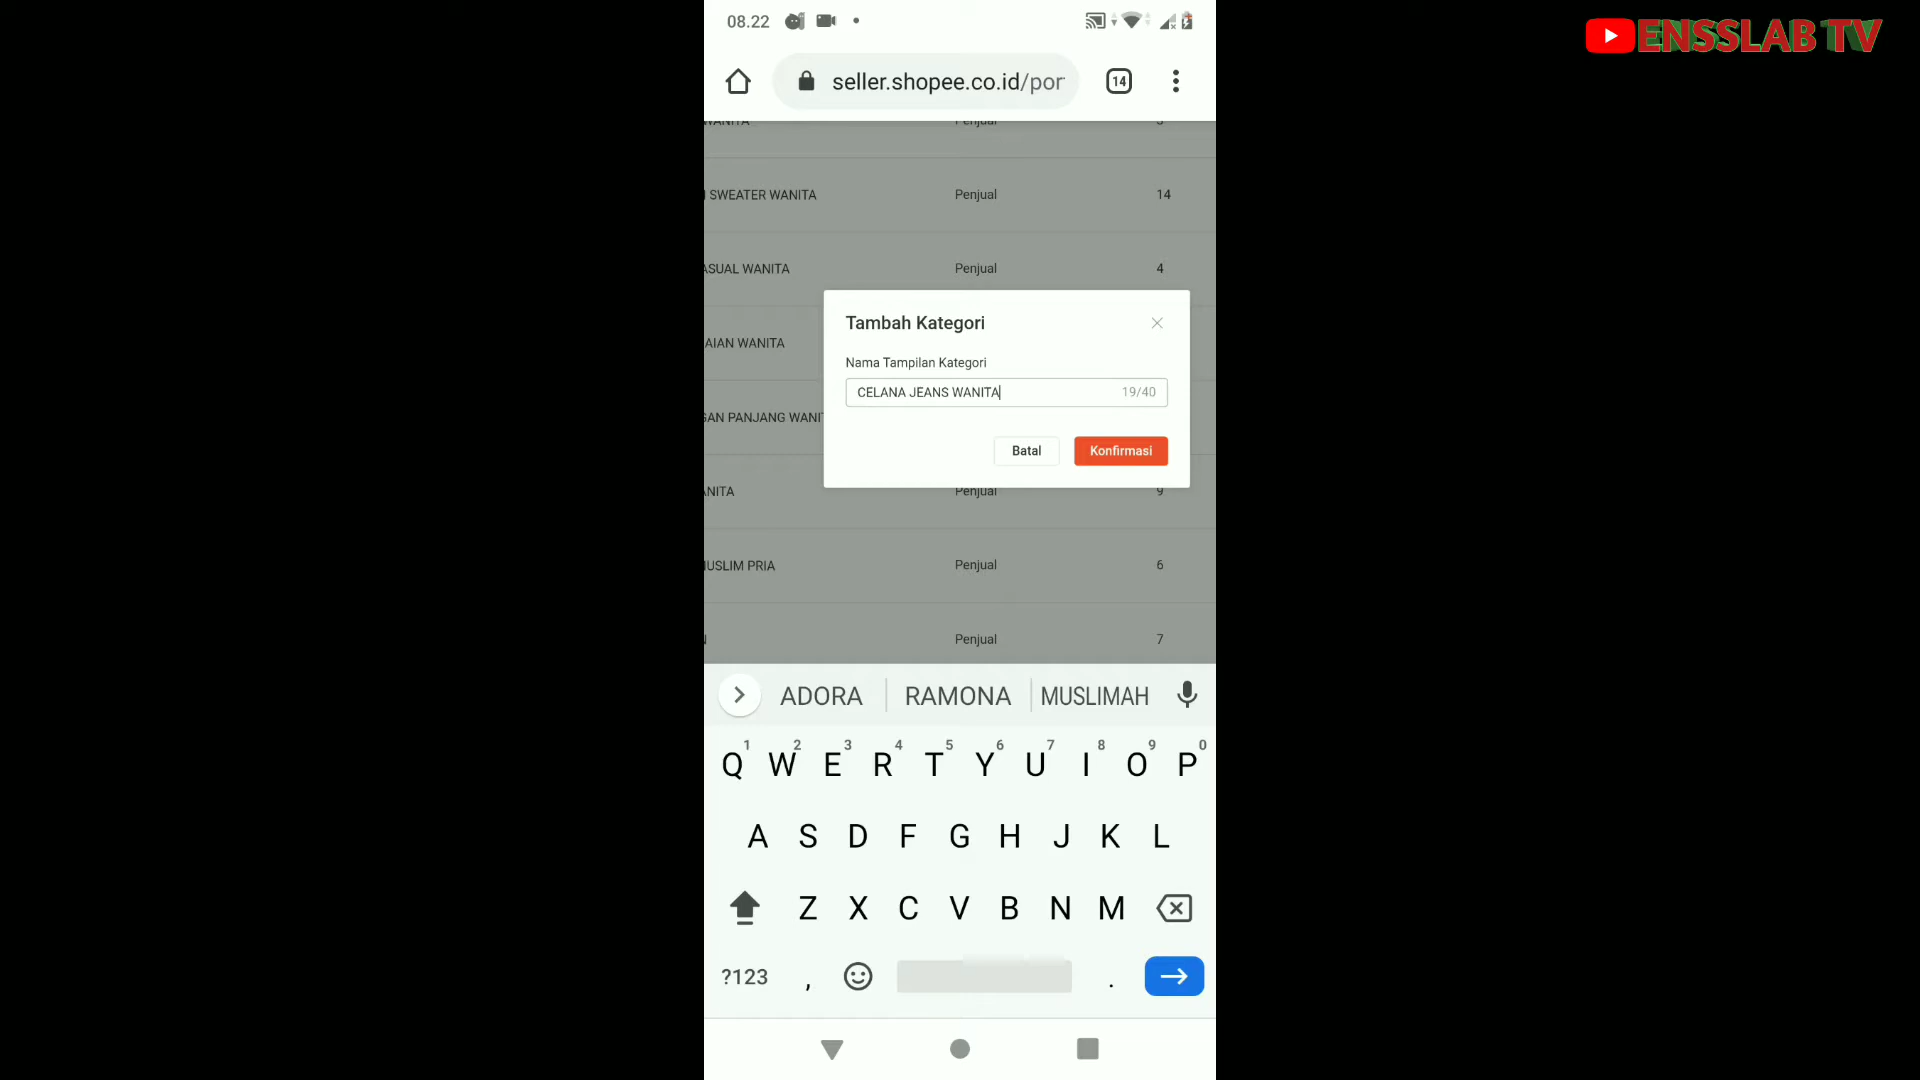 08.22
ENSSLAB TV
seller.shopee.co.id/por
14
WANITA Penjual 3
SWEATER WANITA Penjual 14
ASUAL WANITA Penjual 4
Tambah Kategori
AIAN WANITA
Nama Tampilan Kategori
CELANA JEANS WANITA 19/40
GAN PANJANG WANI
Batal Konfirmasi
ANITA Penjual 9
USLIM PRIA Penjual 6
Penjual 7
ADORA RAMONA MUSLIMAH
1 2 3 4 5 6 7 8 9 0
Q W E R T Y U I O P
A S D F G H J K L
Z X C V B N M
?123 , .